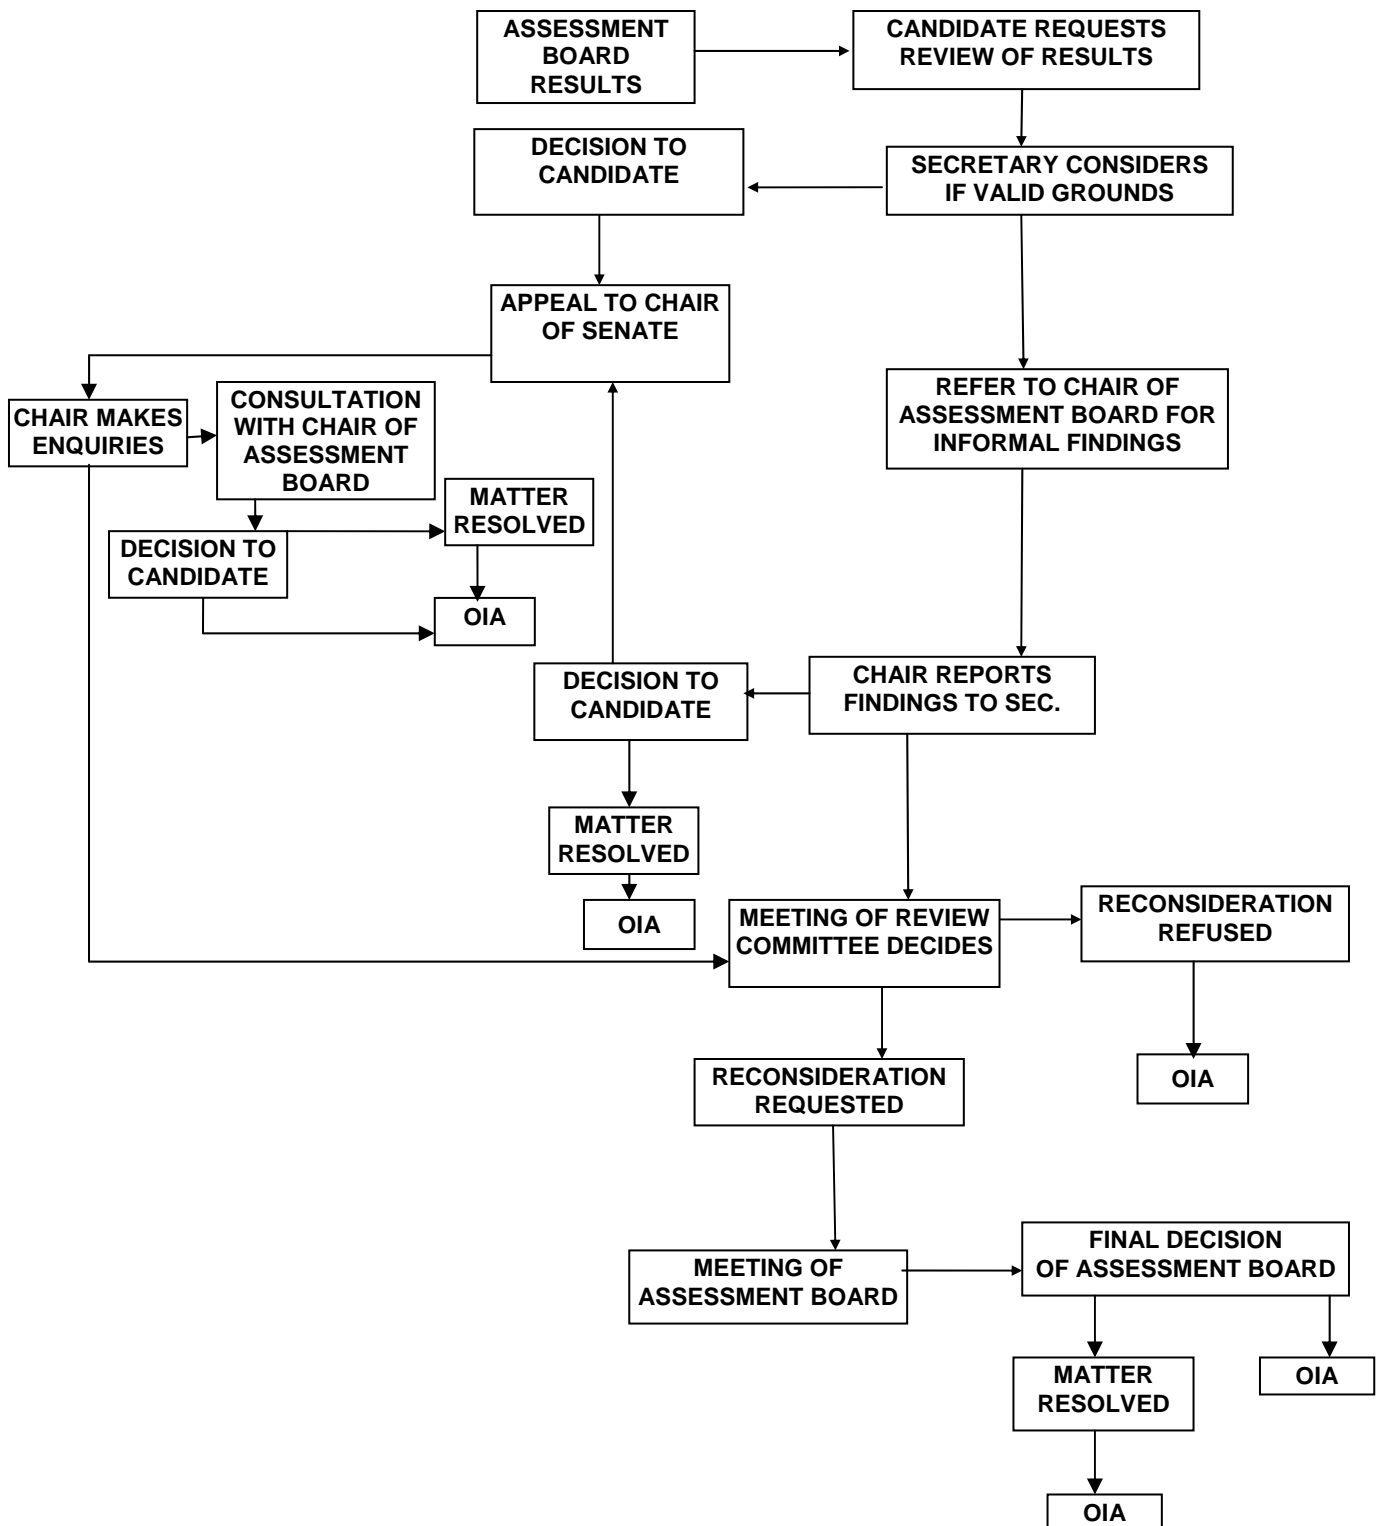 ASSESSMENT
BOARD
RESULTS
CANDIDATE REQUESTS
REVIEW OF RESULTS
DECISION TO
CANDIDATE
SECRETARY CONSIDERS
IF VALID GROUNDS
APPEAL TO CHAIR
OF SENATE
REFER TO CHAIR OF
ASSESSMENT BOARD FOR
INFORMAL FINDINGS
CHAIR MAKES
ENQUIRIES
CONSULTATION
WITH CHAIR OF
ASSESSMENT
BOARD
MATTER
RESOLVED
DECISION TO
CANDIDATE
OIA
DECISION TO
CANDIDATE
CHAIR REPORTS
FINDINGS TO SEC.
MATTER
RESOLVED
OIA
MEETING OF REVIEW
COMMITTEE DECIDES
RECONSIDERATION
REFUSED
OIA
RECONSIDERATION
REQUESTED
MEETING OF
ASSESSMENT BOARD
FINAL DECISION
OF ASSESSMENT BOARD
MATTER
RESOLVED
OIA
OIA